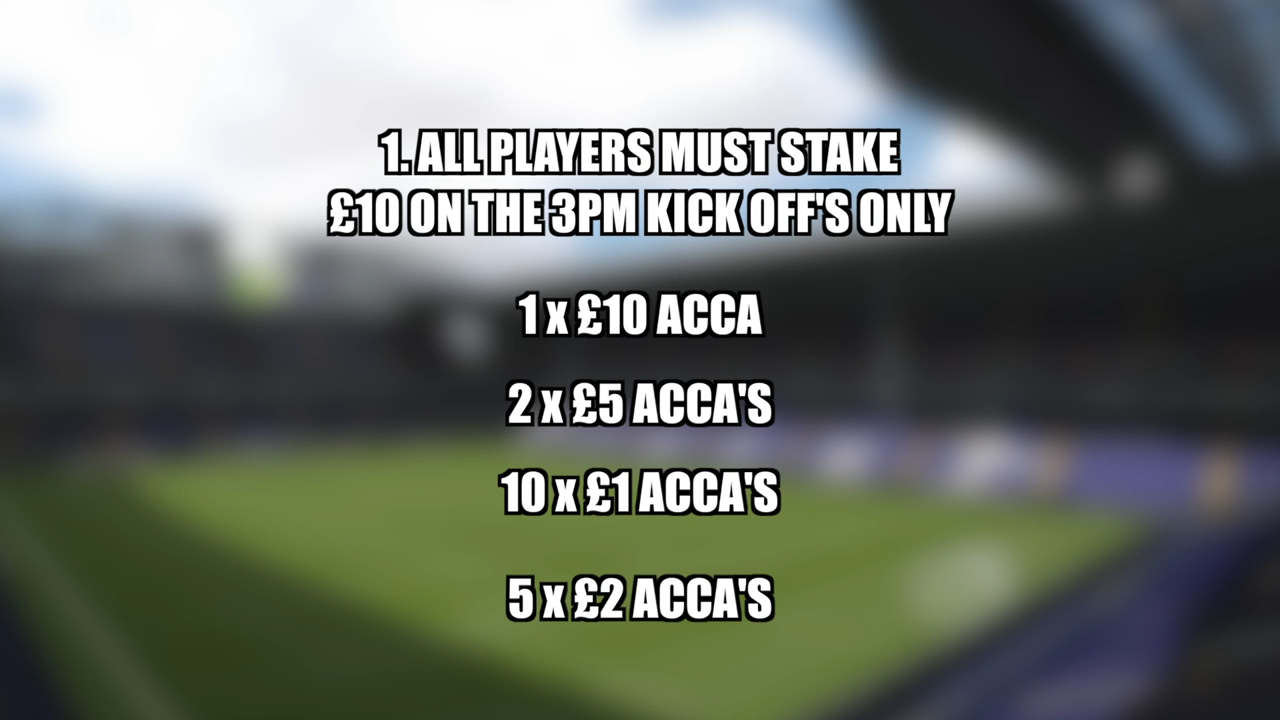 1. ALL PLAYERS MUST STAKE
£10 ON THE 3PM KICK OFF'S ONLY
1 x £10 ACCA
2 x £5 ACCA'S
10 x £1 ACCA'S
5 x £2 ACCA'S